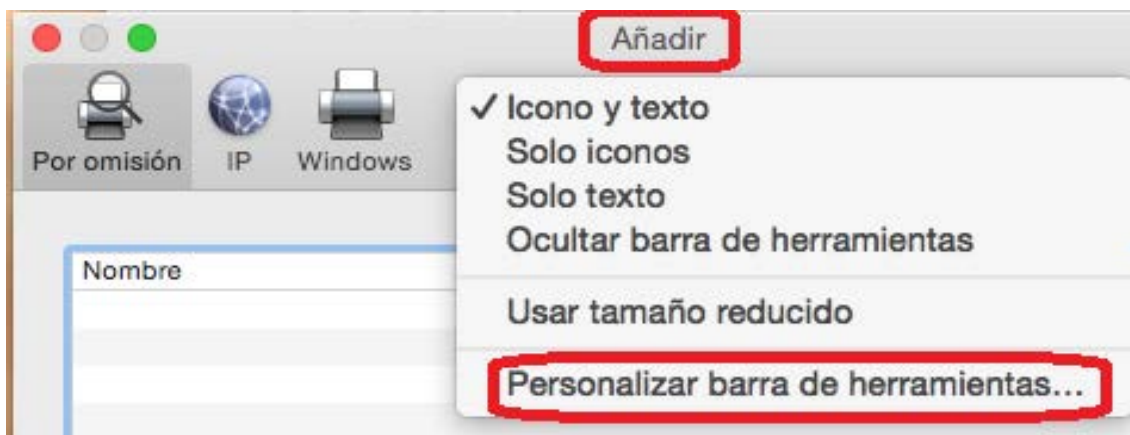 Añadir
Por omisión
IP
Windows
Nombre
Icono y texto
Solo iconos
Solo texto
Ocultar barra de herramientas
Usar tamaño reducido
Personalizar barra de herramientas...